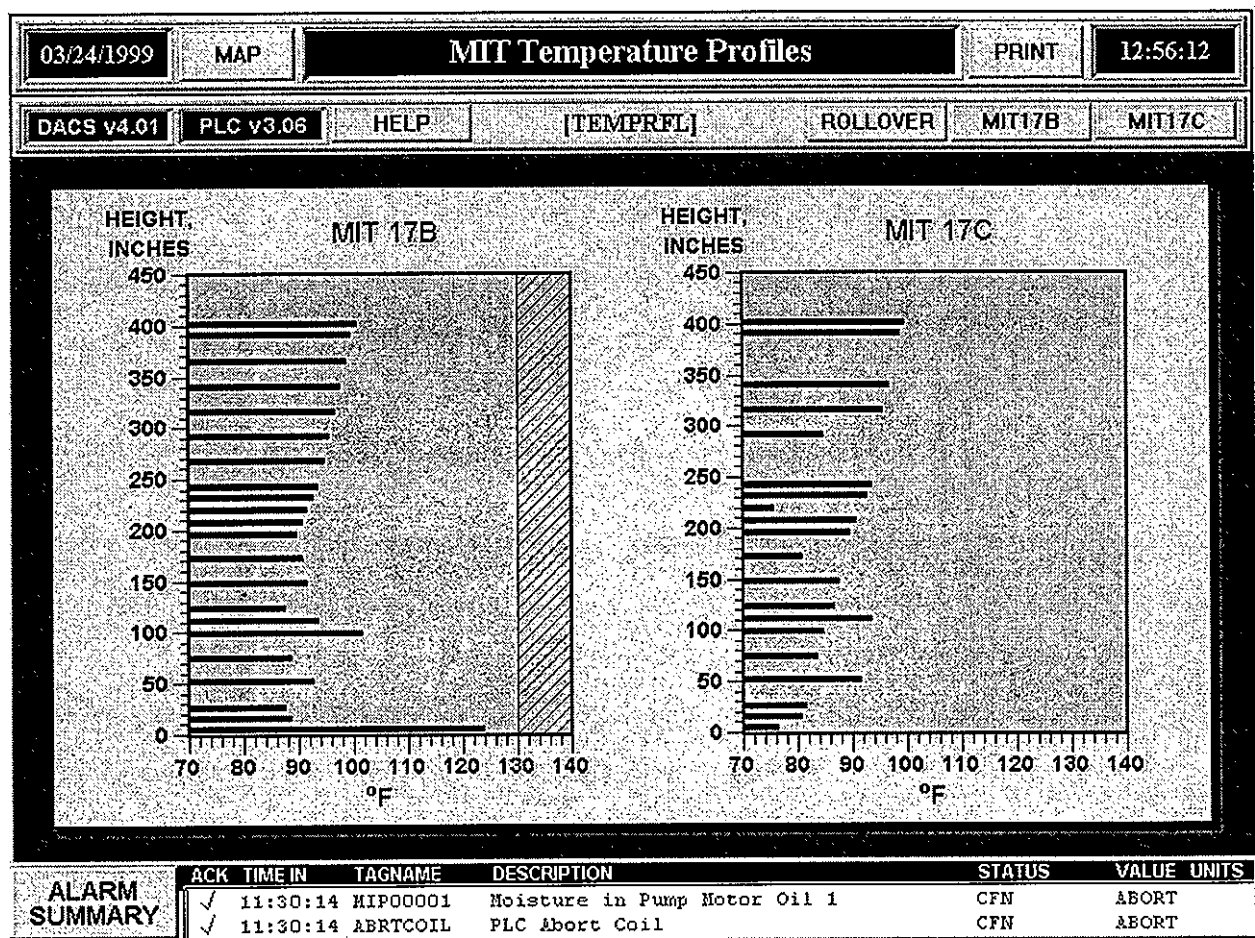 03/24/1999 MAP MIT Temperature Profiles PRINT 12:56:12
DACS v4.01 PLC v3.06 HELP [TEMPRFL] ROLLOVER MIT17B MIT17C
HEIGHT, INCHES
MIT 17B
450
400
350
300
250
200
150
100
50
0
70 80 90 100 110 120 130 140
°F
HEIGHT, INCHES
MIT 17C
450
400
350
300
250
200
150
100
50
0
70 80 90 100 110 120 130 140
°F
ALARM SUMMARY
ACK TIME IN TAGNAME DESCRIPTION STATUS VALUE UNITS
√ 11:30:14 MIP00001 Moisture in Pump Motor Oil 1 CFN ABORT
√ 11:30:14 ABRTCOIL PLC Abort Coil CFN ABORT